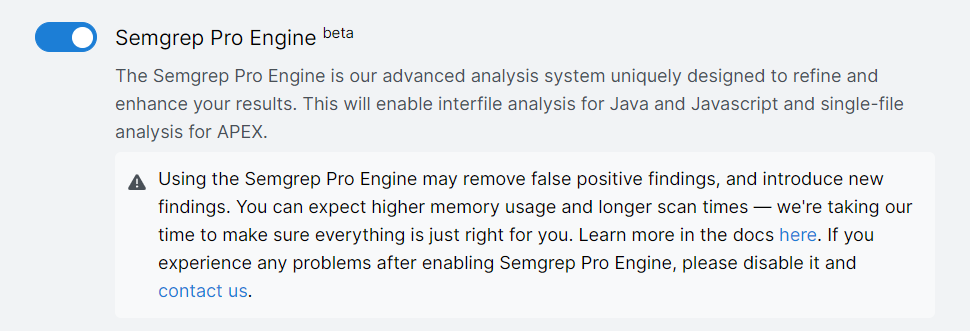 Semgrep Pro Engine beta
The Semgrep Pro Engine is our advanced analysis system uniquely designed to refine and
enhance your results. This will enable interfile analysis for Java and Javascript and single-file
analysis for APEX.
Using the Semgrep Pro Engine may remove false positive findings, and introduce new
findings. You can expect higher memory usage and longer scan times — we're taking our
time to make sure everything is just right for you. Learn more in the docs here. If you
experience any problems after enabling Semgrep Pro Engine, please disable it and
contact us.